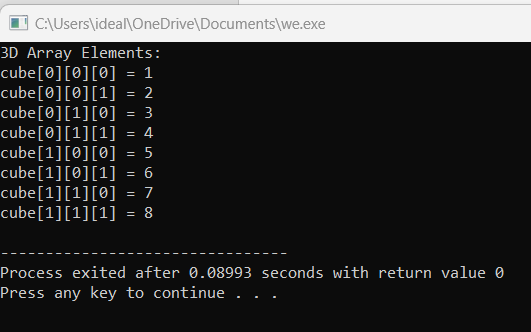 C:\Users\ideal\OneDrive\Documents\we.exe
3D Array Elements:
cube[0][0][0] = 1
cube[0][0][1] = 2
cube[0][1][0] = 3
cube[0][1][1] = 4
cube[1][0][0] = 5
cube[1][0][1] = 6
cube[1][1][0] = 7
cube[1][1][1] = 8
--------------------------------
Process exited after 0.08993 seconds with return value 0
Press any key to continue . . .